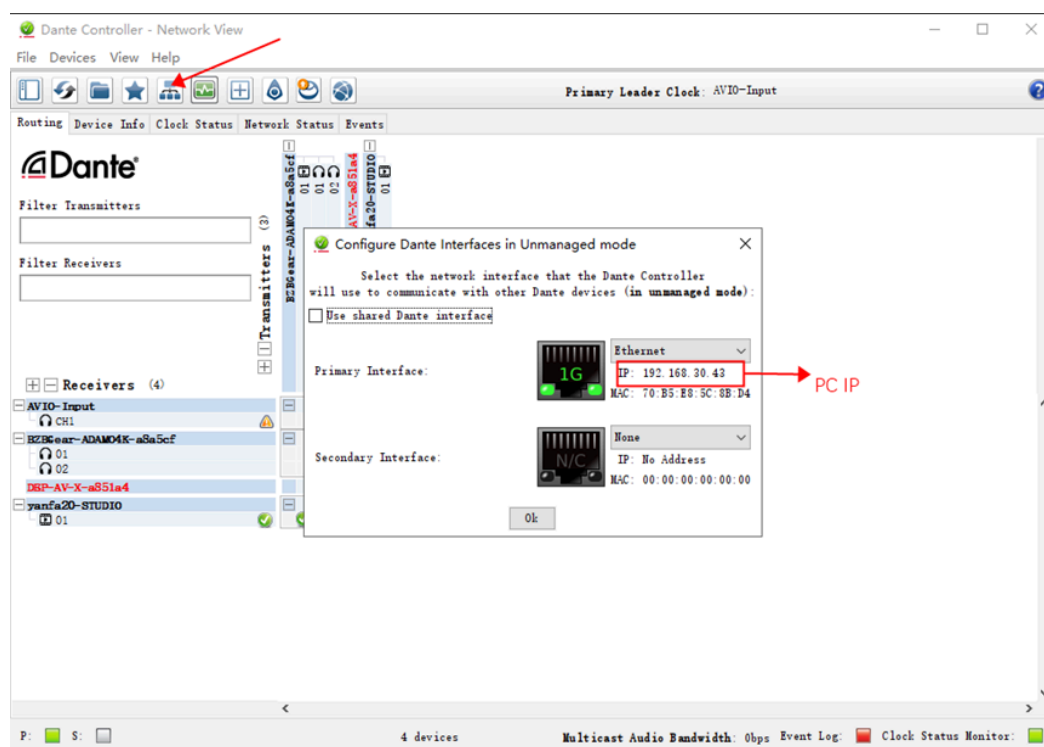 Dante Controller - Network View
File Devices View Help
Primary Leader Clock: AVIO-Input
Routing Device Info Clock Status Network Status Events
Dante
Filter Transmitters
Filter Receivers
Transmitters (3)
BZBGear-ADAMO4K-a8a5cf
01
01
02
AV-X-a851a4
fa20-STUDIO
01
Configure Dante Interfaces in Unmanaged mode
Select the network interface that the Dante Controller
will use to communicate with other Dante devices (in unmanaged mode):
Use shared Dante interface
Primary Interface:
1G
Ethernet
IP: 192.168.30.43
MAC: 70:B5:E8:5C:8B:D4
PC IP
Secondary Interface:
N/C
None
IP: No Address
MAC: 00:00:00:00:00:00
Ok
Receivers (4)
AVIO-Input
CH1
BZBGear-ADAMO4K-a8a5cf
01
02
DSP-AV-X-a851a4
yanfa20-STUDIO
01
P: S: 4 devices Multicast Audio Bandwidth: 0bps Event Log: Clock Status Monitor: